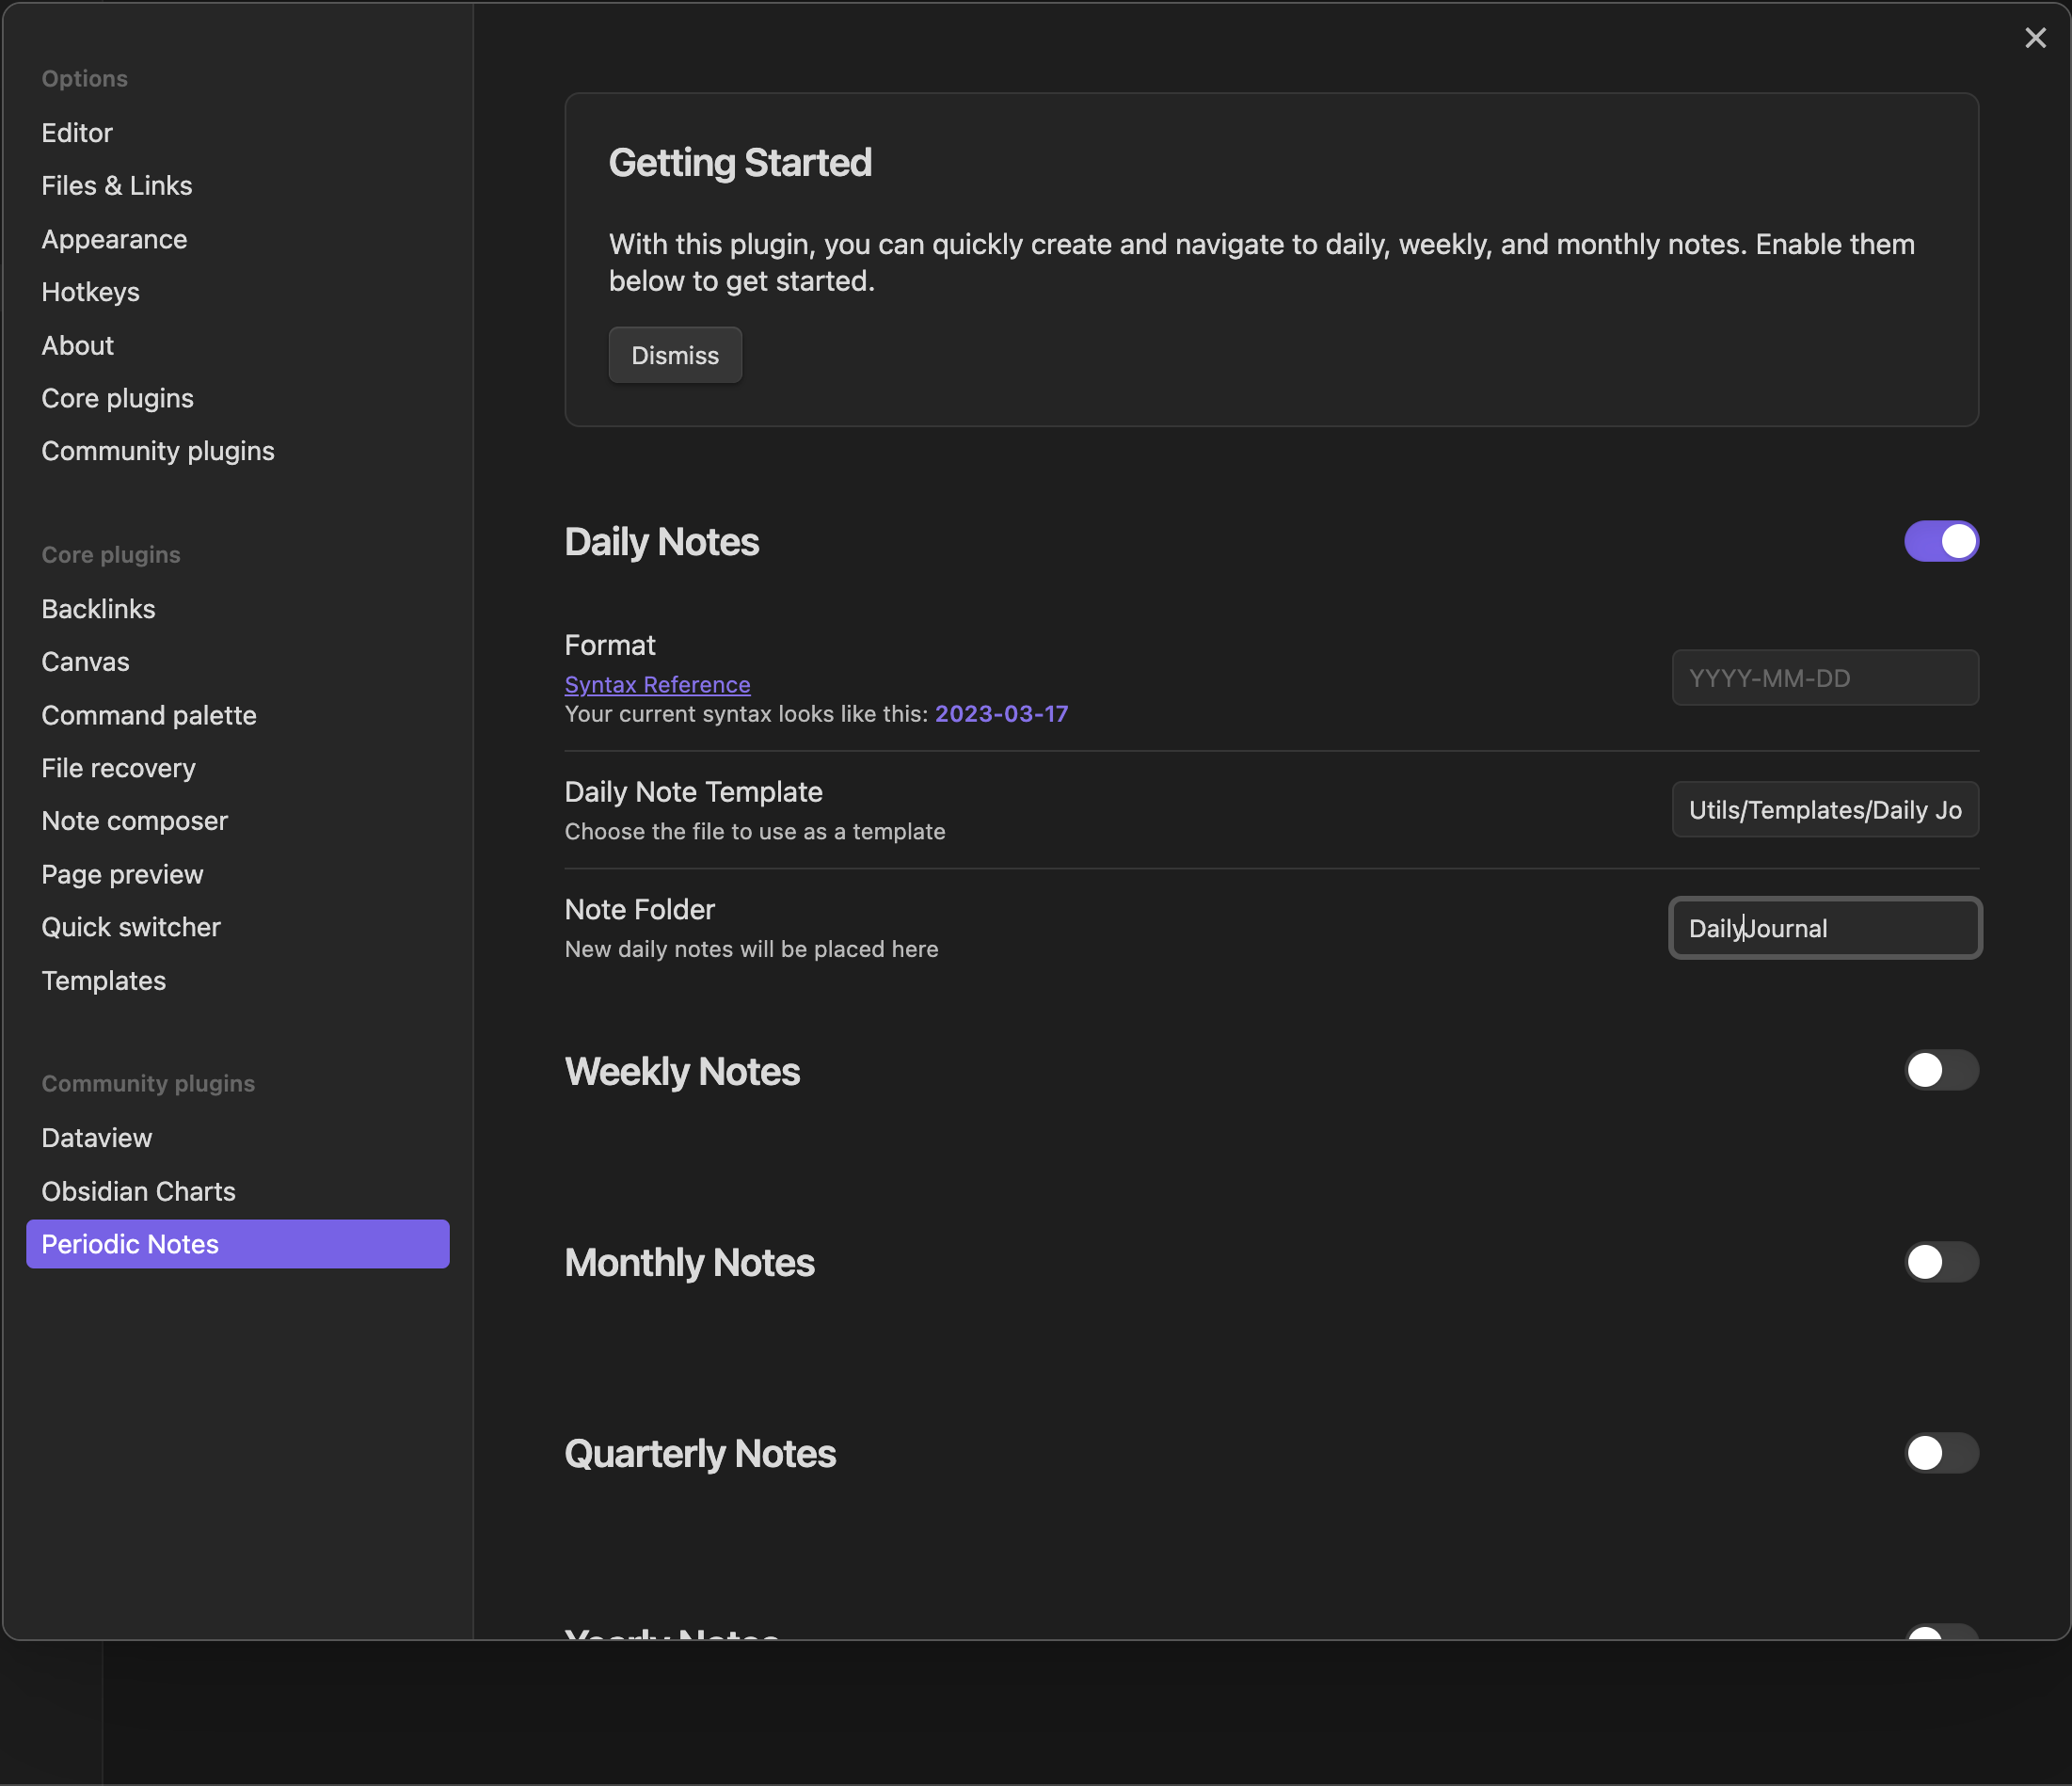 Options
Editor
Files & Links
Appearance
Hotkeys
About
Core plugins
Community plugins
Core plugins
Backlinks
Canvas
Command palette
File recovery
Note composer
Page preview
Quick switcher
Templates
Community plugins
Dataview
Obsidian Charts
Periodic Notes
Getting Started
With this plugin, you can quickly create and navigate to daily, weekly, and monthly notes. Enable them
below to get started.
Dismiss
Daily Notes
Format
Syntax Reference
Your current syntax looks like this: 2023-03-17
YYYY-MM-DD
Daily Note Template
Choose the file to use as a template
Utils/Templates/Daily Jo
Note Folder
New daily notes will be placed here
DailyJournal
Weekly Notes
Monthly Notes
Quarterly Notes
Yearly Notes